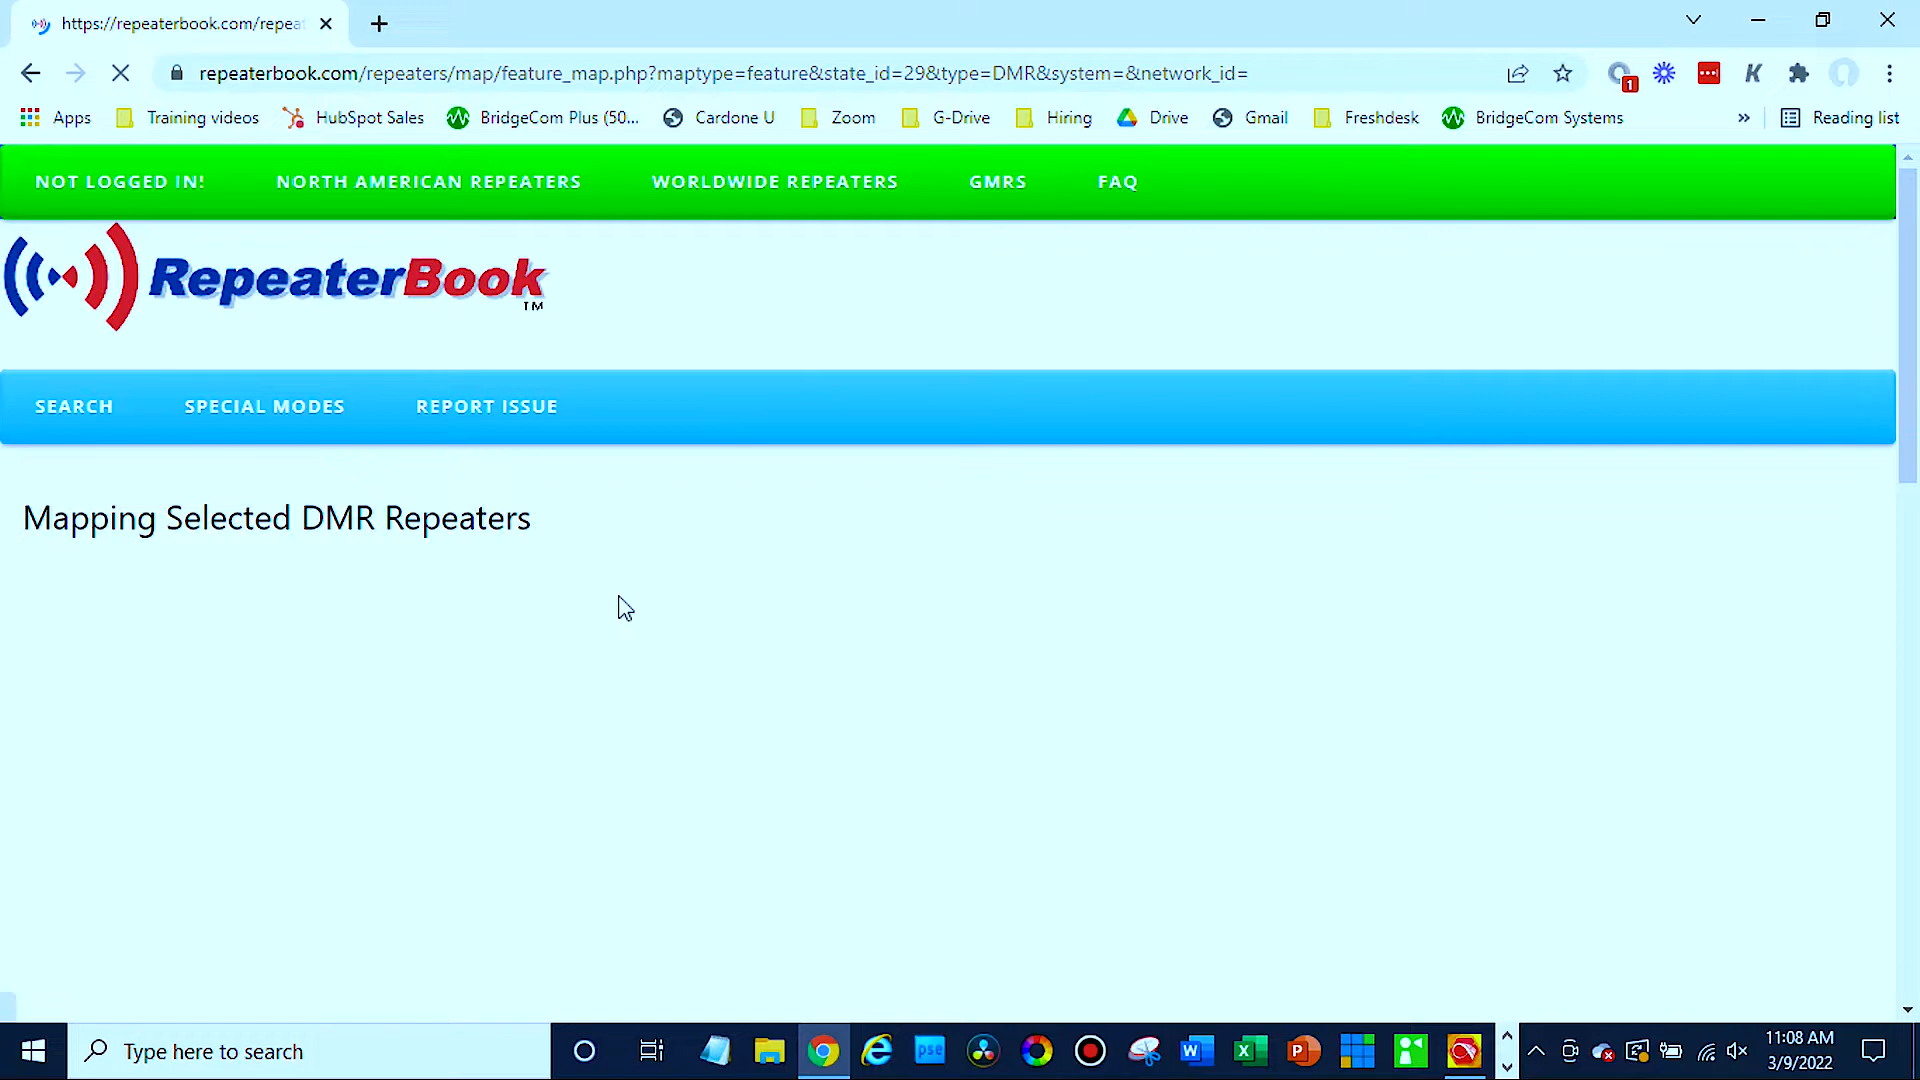 https://repeaterbook.com/repea
repeaterbook.com/repeaters/map/feature_map.php?maptype=feature&state_id=29&type=DMR&system=&network_id=
1
Apps
Training videos
HubSpot Sales
BridgeCom Plus (50...
Cardone U
Zoom
G-Drive
Hiring
Drive
Gmail
Freshdesk
BridgeCom Systems
»
Reading list
NOT LOGGED IN!
NORTH AMERICAN REPEATERS
WORLDWIDE REPEATERS
GMRS
FAQ
RepeaterBook
TM
SEARCH
SPECIAL MODES
REPORT ISSUE
Mapping Selected DMR Repeaters
Type here to search
pse
W
X
P
11:08 AM
3/9/2022